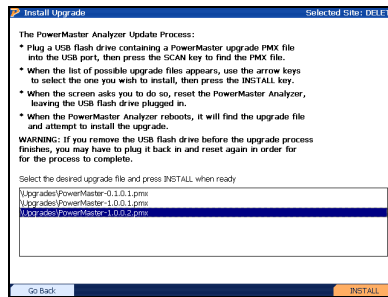 Install Upgrade
Selected Site: DELET
The PowerMaster Analyzer Update Process:
* Plug a USB flash drive containing a PowerMaster upgrade PMX file
into the USB port, then press the SCAN key to find the PMX file.
* When the list of possible upgrade files appears, use the arrow keys
to select the one you wish to install, then press the INSTALL key.
* When the screen asks you to do so, reset the PowerMaster Analyzer,
leaving the USB flash drive plugged in.
* When the PowerMaster Analyzer reboots, it will find the upgrade file
and attempt to install the upgrade.
WARNING: If you remove the USB flash drive before the upgrade process
finishes, you may have to plug it back in and reset again in order for
for the process to complete.
Select the desired upgrade file and press INSTALL when ready
\Upgrades\PowerMaster-0.1.0.1.pmx
\Upgrades\PowerMaster-1.0.0.1.pmx
\Upgrades\PowerMaster-1.0.0.2.pmx
Go Back
INSTALL